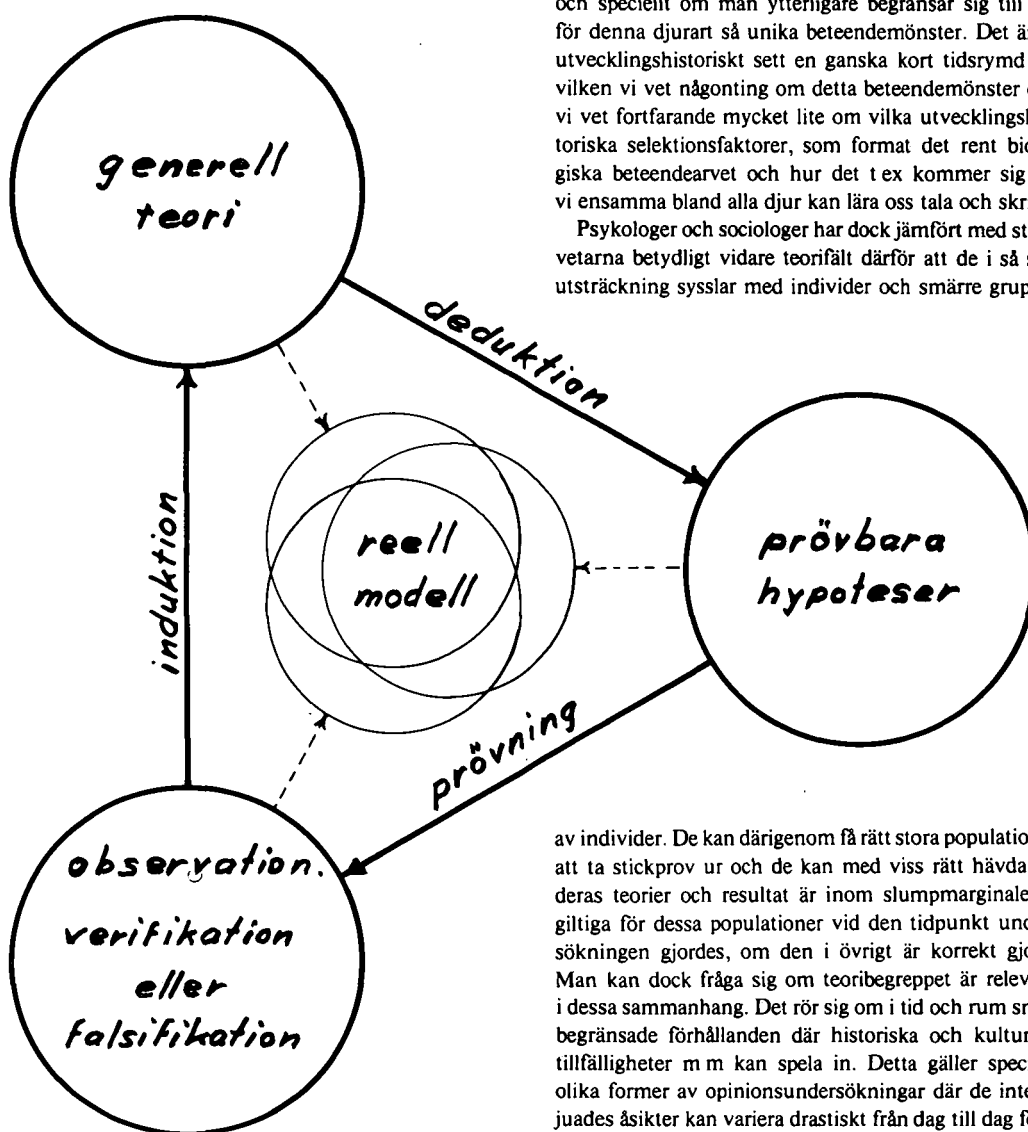 och speciellt om man ytterligare begränsar sig till
för denna djurart så unika beteendemönster. Det är
utvecklingshistoriskt sett en ganska kort tidsrymd
vilken vi vet någonting om detta beteendemönster
vi vet fortfarande mycket lite om vilka utvecklings
toriska selektionsfaktorer, som format det rent bio
giska beteendearvet och hur det t ex kommer sig
vi ensamma bland alla djur kan lära oss tala och skr
Psykologer och sociologer har dock jämfört med st
vetarna betydligt vidare teorifält därför att de i så s
utsträckning sysslar med individer och smärre grup
generell
teori
deduktion
induktion
reell
modell
prövbara
hypoteser
prövning
observation.
verifikation
eller
falsifikation
av individer. De kan därigenom få rätt stora populatio
att ta stickprov ur och de kan med viss rätt hävda
deras teorier och resultat är inom slumpmarginale
giltiga för dessa populationer vid den tidpunkt und
sökningen gjordes, om den i övrigt är korrekt gjo
Man kan dock fråga sig om teoribegreppet är relev
i dessa sammanhang. Det rör sig om i tid och rum sn
begränsade förhållanden där historiska och kultur
tillfälligheter m m kan spela in. Detta gäller spec
olika former av opinionsundersökningar där de inte
juades åsikter kan variera drastiskt från dag till dag fö